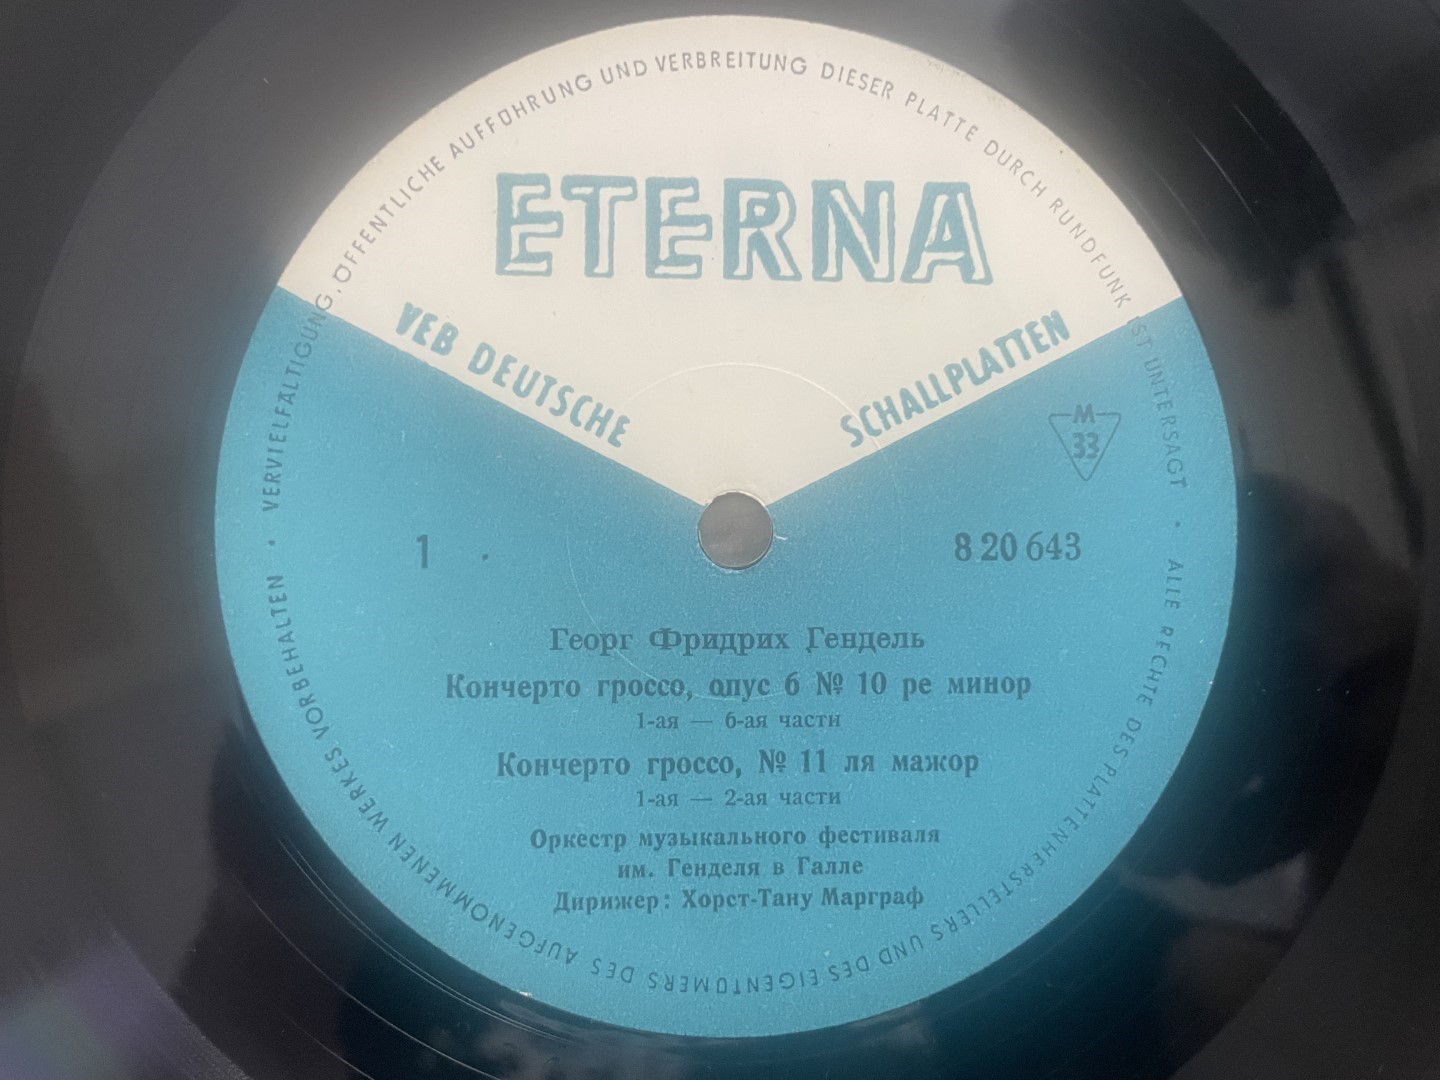 VERVIELFÄLTIGUNG, ÖFFENTLICHE AUFFÜHRUNG UND VERBREITUNG DIESER PLATTE DURCH RUNDFUNK IST UNTERSAGT · ALLE RECHTE DES PLATTENHERSTELLERS UND DES EIGENTÜMERS DES AUFGENOMMENEN WERKES VORBEHALTEN ·
ETERNA
VEB DEUTSCHE SCHALLPLATTEN
M
33
1
8 20 643
Георг Фридрих Гендель
Кончерто гроссо, опус 6 № 10 ре минор
1-ая — 6-ая части
Кончерто гроссо, № 11 ля мажор
1-ая — 2-ая части
Оркестр музыкального фестиваля
им. Генделя в Галле
Дирижер: Хорст-Тану Марграф